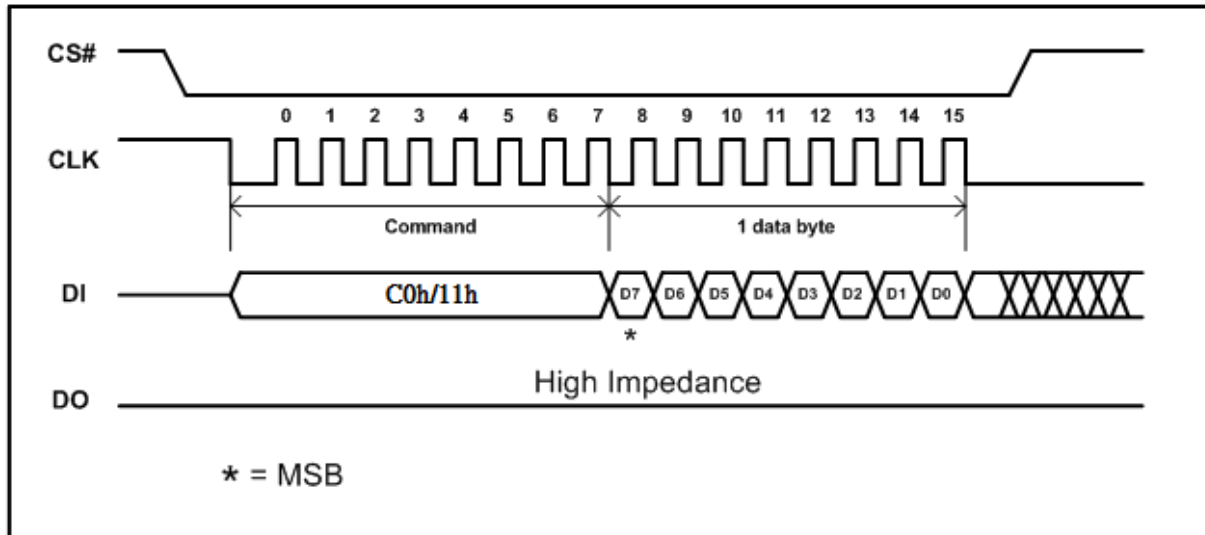 CS#
0 1 2 3 4 5 6 7 8 9 10 11 12 13 14 15
CLK
Command 1 data byte
DI C0h/11h D7 D6 D5 D4 D3 D2 D1 D0
*
High Impedance
DO
* = MSB